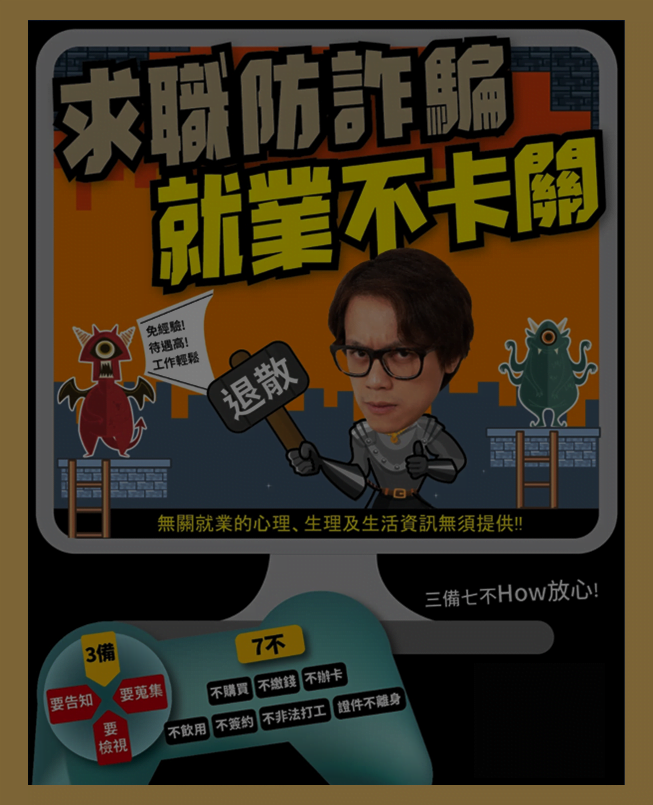 求職防詐騙
就業不卡關
免經驗!
待遇高!
工作輕鬆
退散
無關就業的心理、生理及生活資訊無須提供!!
三備七不How放心!
3備
要告知
要蒐集
要
檢視
7不
不購買 不繳錢 不辦卡
不飲用 不簽約 不非法打工 證件不離身